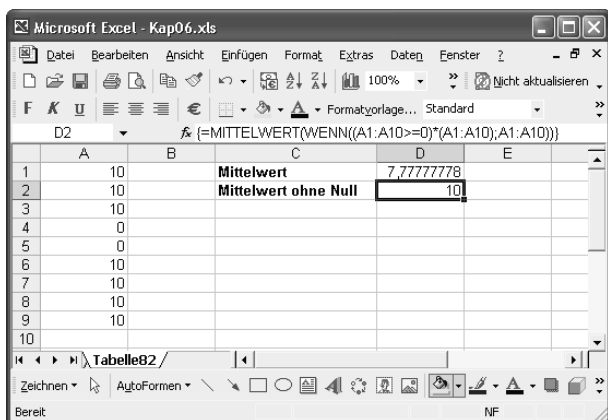 Microsoft Excel - Kap06.xls
Datei Bearbeiten Ansicht Einfügen Format Extras Daten Fenster ?
100% Nicht aktualisieren
F K U € A Formatvorlage... Standard
D2 fx {=MITTELWERT(WENN((A1:A10>=0)*(A1:A10);A1:A10))}
A B C D E
1 10 Mittelwert 7,77777778
2 10 Mittelwert ohne Null 10
3 10
4 0
5 0
6 10
7 10
8 10
9 10
10
Tabelle82
Zeichnen AutoFormen A A
Bereit NF